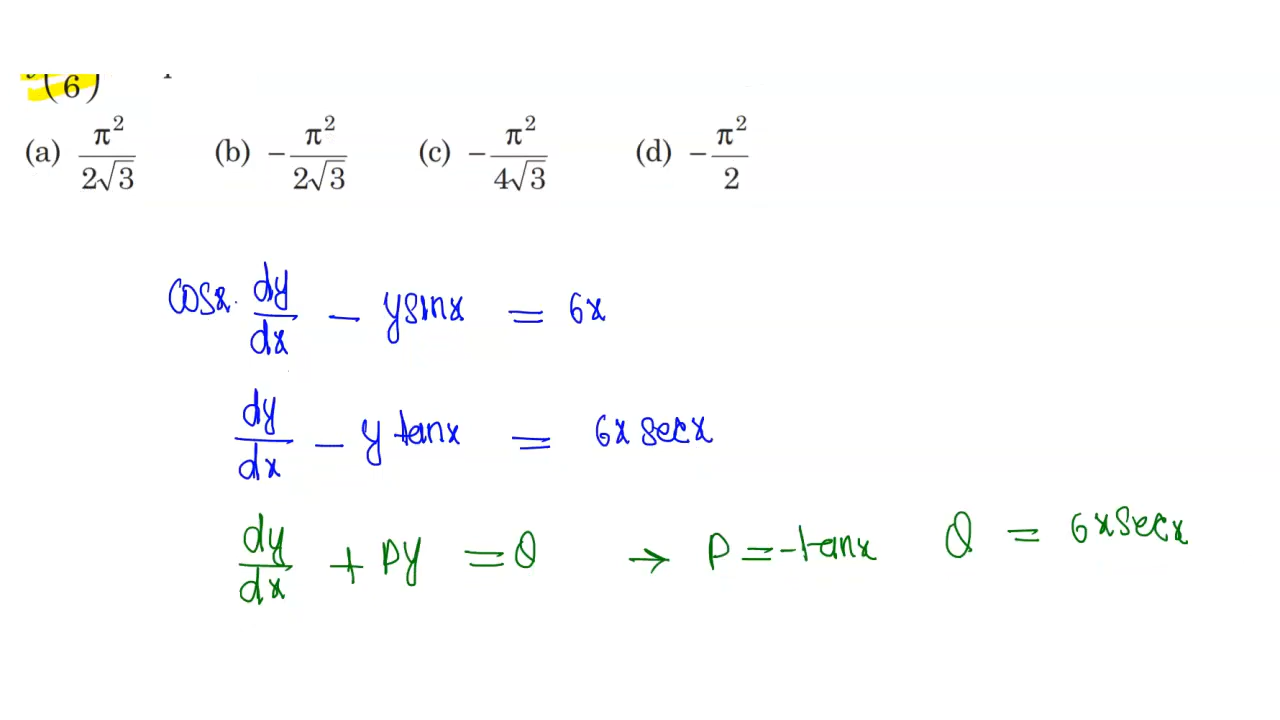 (6)
(a) π²/2√3 (b) −π²/2√3 (c) −π²/4√3 (d) −π²/2
cosx. dy/dx − ysinx = 6x
dy/dx − y tanx = 6x secx
dy/dx + Py = Q → P = −tanx Q = 6xsecx